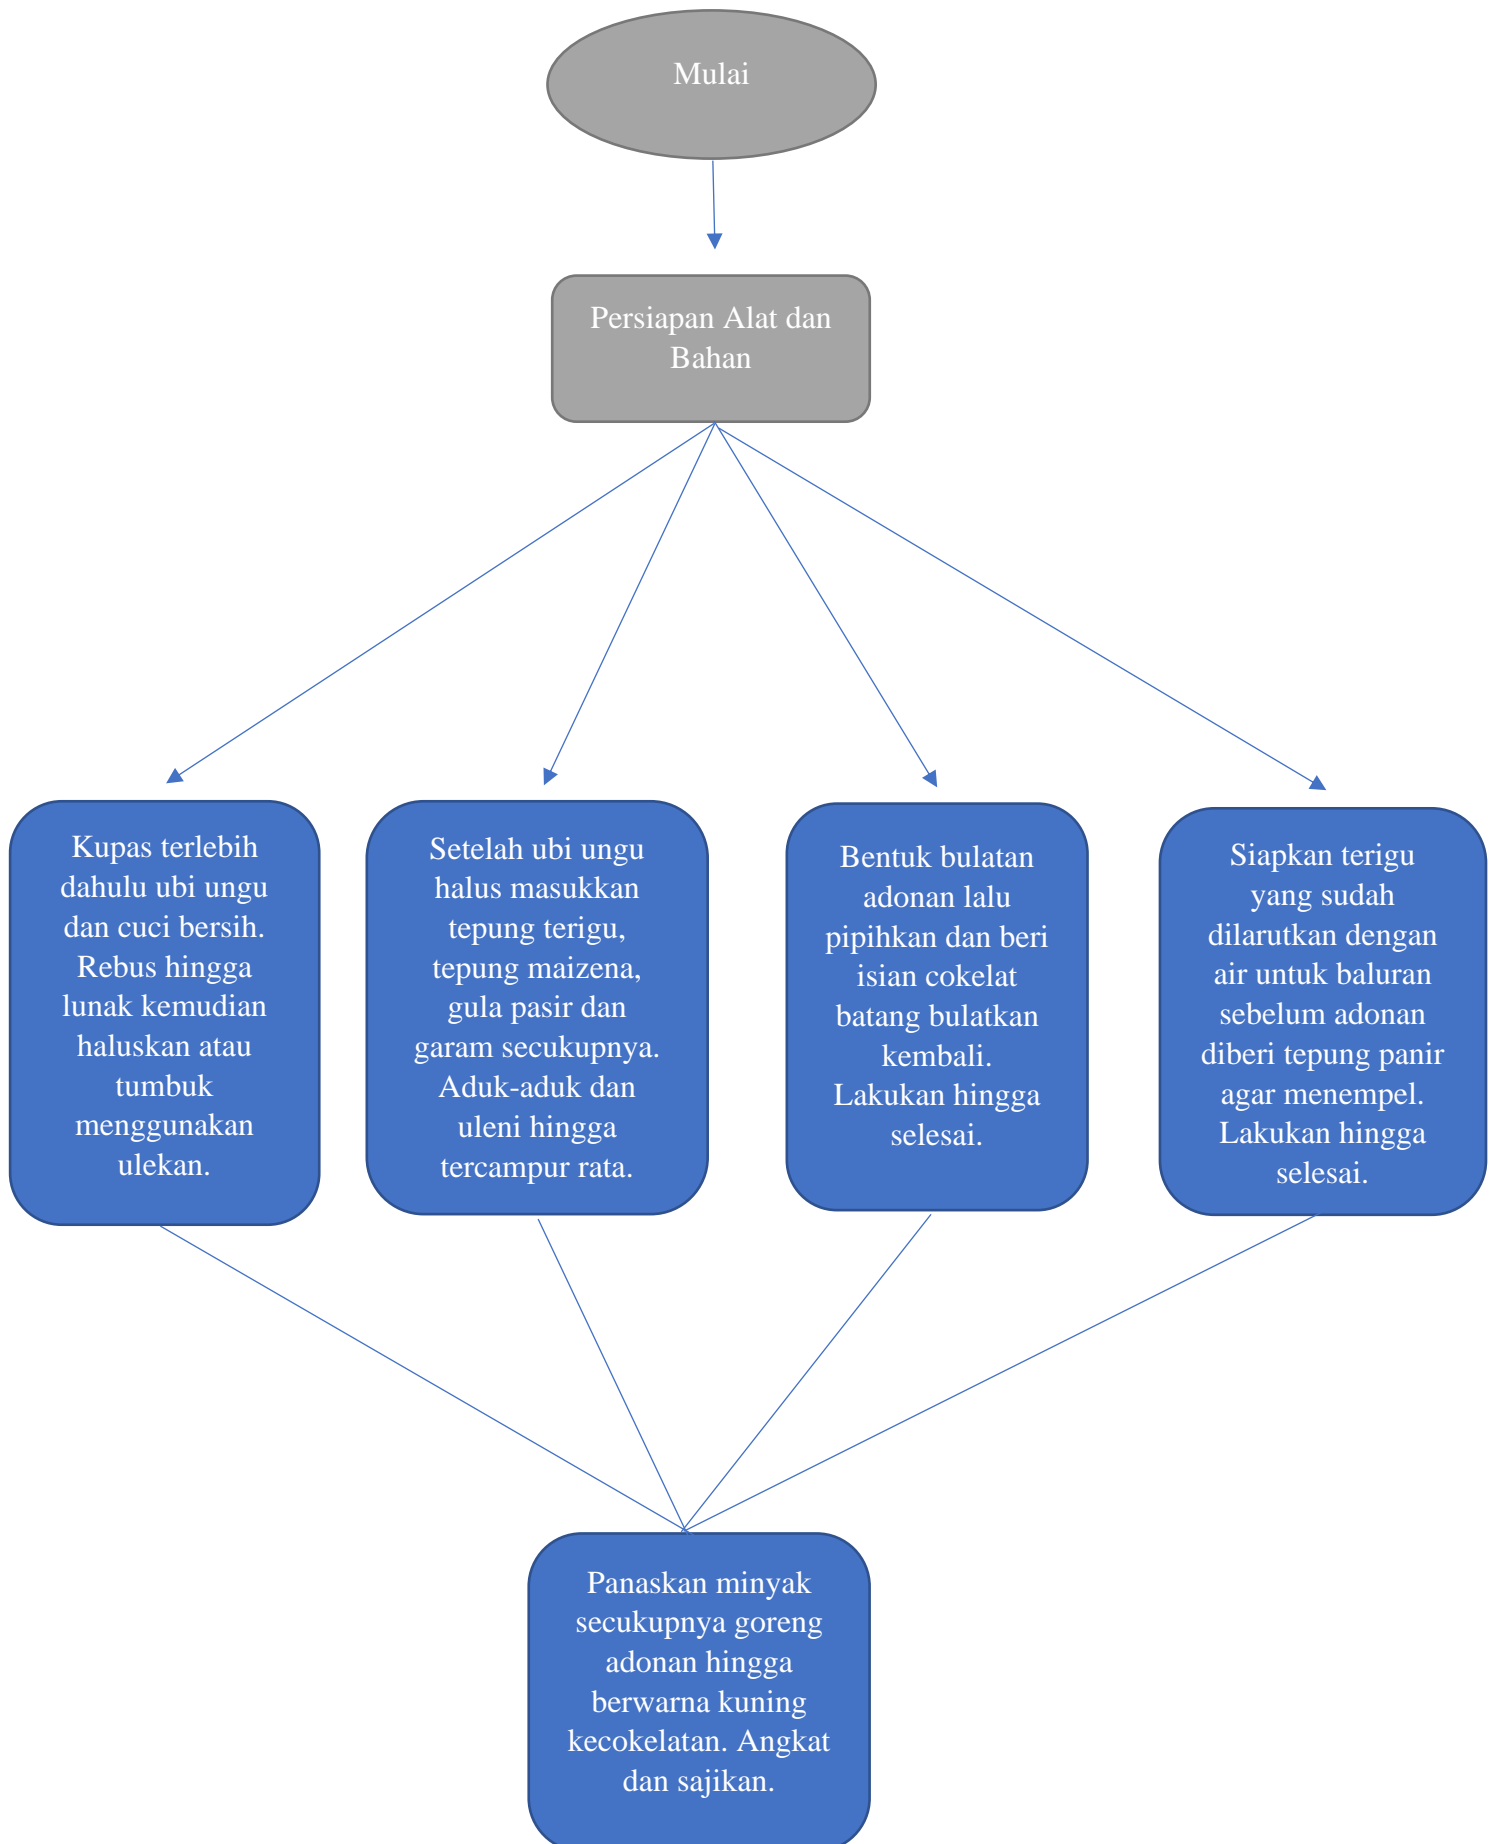 Mulai
Persiapan Alat dan
Bahan
Kupas terlebih
dahulu ubi ungu
dan cuci bersih.
Rebus hingga
lunak kemudian
haluskan atau
tumbuk
menggunakan
ulekan.
Setelah ubi ungu
halus masukkan
tepung terigu,
tepung maizena,
gula pasir dan
garam secukupnya.
Aduk-aduk dan
uleni hingga
tercampur rata.
Bentuk bulatan
adonan lalu
pipihkan dan beri
isian cokelat
batang bulatkan
kembali.
Lakukan hingga
selesai.
Siapkan terigu
yang sudah
dilarutkan dengan
air untuk baluran
sebelum adonan
diberi tepung panir
agar menempel.
Lakukan hingga
selesai.
Panaskan minyak
secukupnya goreng
adonan hingga
berwarna kuning
kecokelatan. Angkat
dan sajikan.